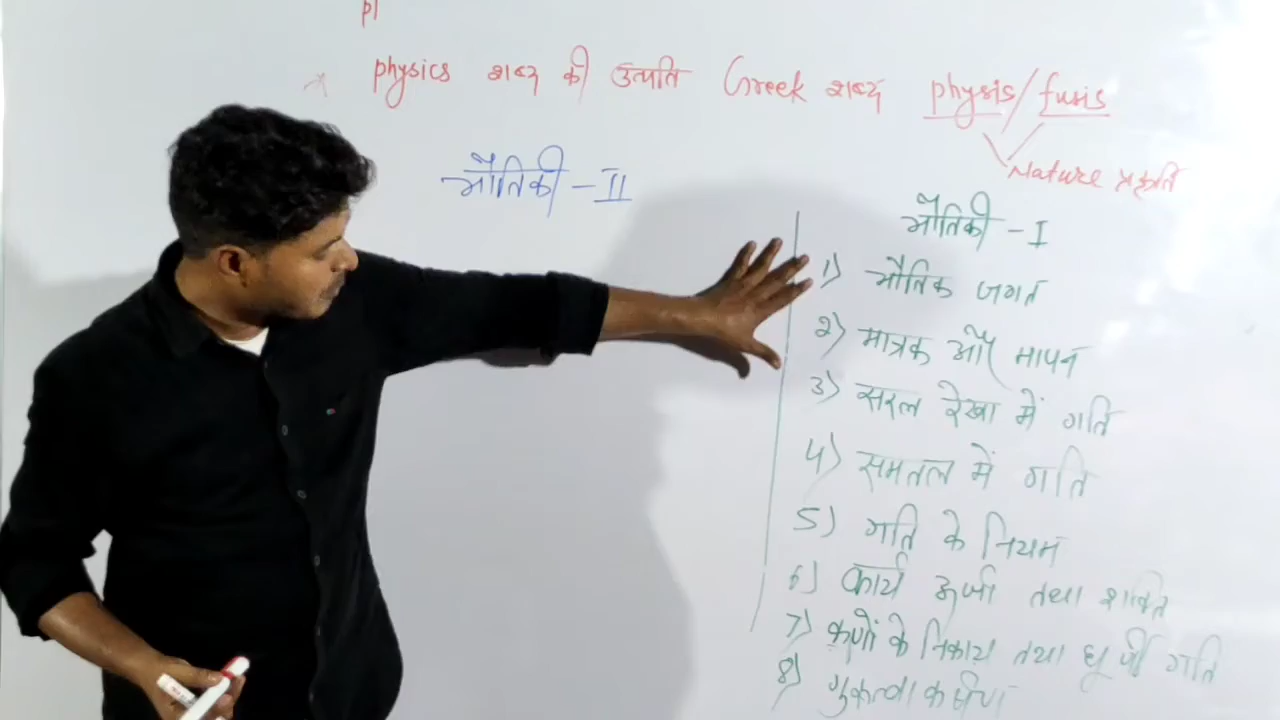 pl
physics शब्द की उत्पति Greek शब्द physis/fusis
Nature प्रकृति
भौतिकी - II
भौतिकी - I
1) भौतिक जगत
2) मात्रक और मापन
3) सरल रेखा में गति
4) समतल में गति
5) गति के नियम
6) कार्य ऊर्जा तथा शक्ति
7) कणों के निकाय तथा घूर्णी गति
8) गुरुत्वाकर्षण